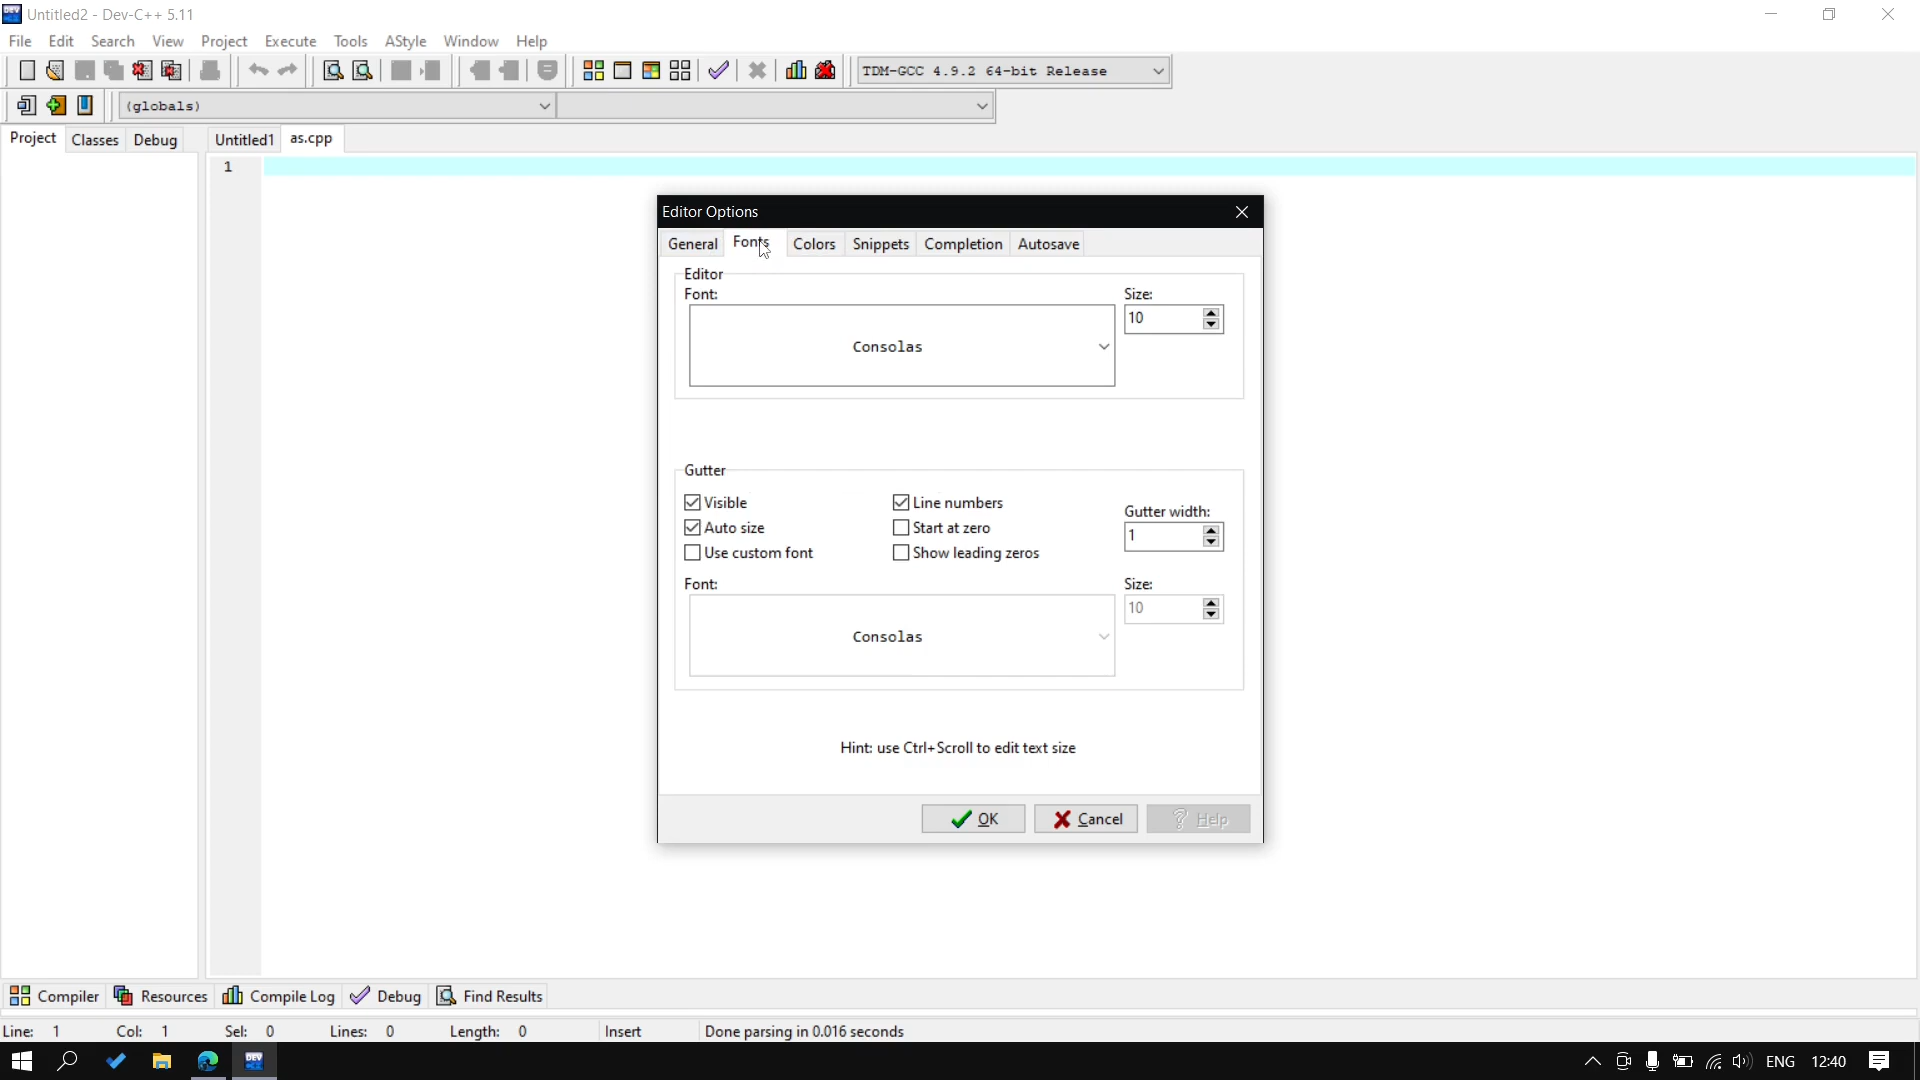 Untitled2 - Dev-C++ 5.11
File Edit Search View Project Execute Tools AStyle Window Help
TDM-GCC 4.9.2 64-bit Release
(globals)
Project Classes Debug Untitled1 as.cpp
1
Editor Options
General Fonts Colors Snippets Completion Autosave
Editor
Font: Size:
10
Consolas
Gutter
Visible Line numbers
Gutter width:
Auto size Start at zero
1
Use custom font Show leading zeros
Font: Size:
10
Consolas
Hint: use Ctrl+Scroll to edit text size
OK Cancel Help
Compiler Resources Compile Log Debug Find Results
Line: 1 Col: 1 Sel: 0 Lines: 0 Length: 0 Insert Done parsing in 0.016 seconds
DEV ENG 12:40